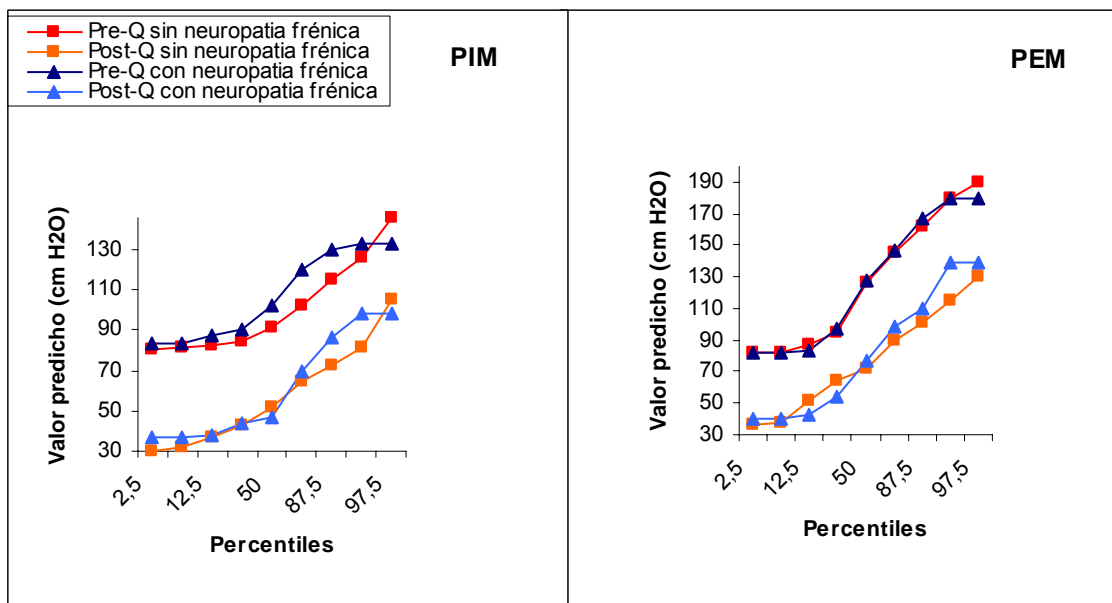 Pre-Q sin neuropatia frénica
Post-Q sin neuropatia frénica
Pre-Q con neuropatia frénica
Post-Q con neuropatia frénica
PIM
Valor predicho (cm H2O)
130
110
90
70
50
30
2,5
12,5
50
87,5
97,5
Percentiles
PEM
Valor predicho (cm H2O)
190
170
150
130
110
90
70
50
30
2,5
12,5
50
87,5
97,5
Percentiles